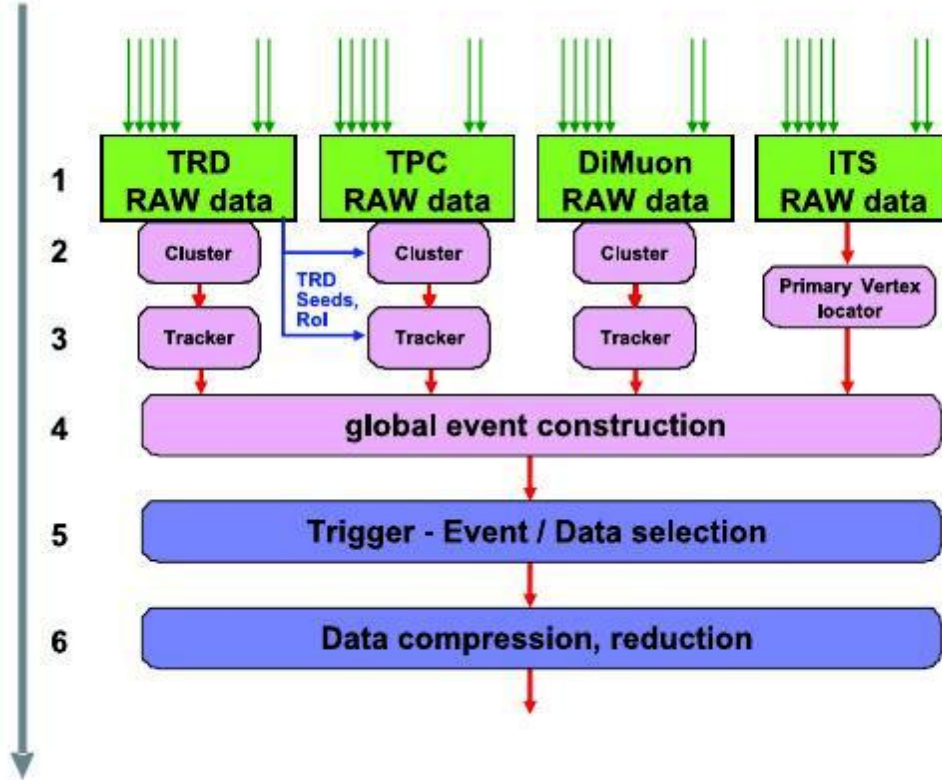 1
TRD
RAW data
TPC
RAW data
DiMuon
RAW data
ITS
RAW data
2
Cluster
Cluster
Cluster
TRD
Seeds,
RoI
Primary Vertex
locator
3
Tracker
Tracker
Tracker
4
global event construction
5
Trigger - Event / Data selection
6
Data compression, reduction